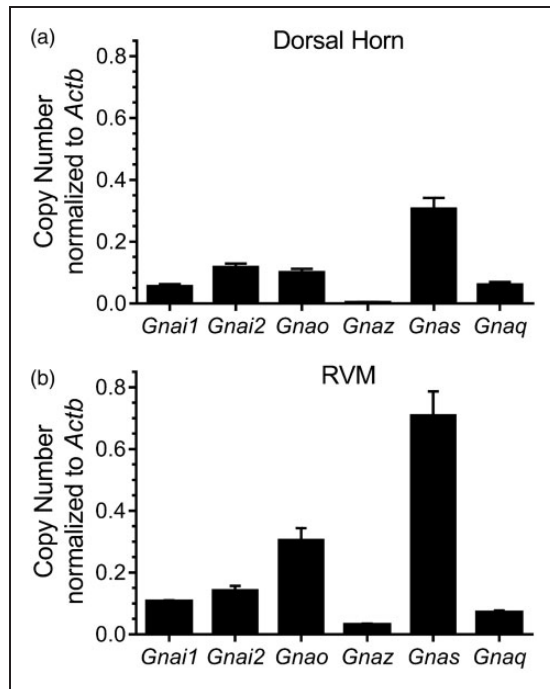 (a)
Dorsal Horn
Copy Number
normalized to Actb
0.8
0.6
0.4
0.2
0.0
Gnai1 Gnai2 Gnao Gnaz Gnas Gnaq
(b)
RVM
Copy Number
normalized to Actb
0.8
0.6
0.4
0.2
0.0
Gnai1 Gnai2 Gnao Gnaz Gnas Gnaq